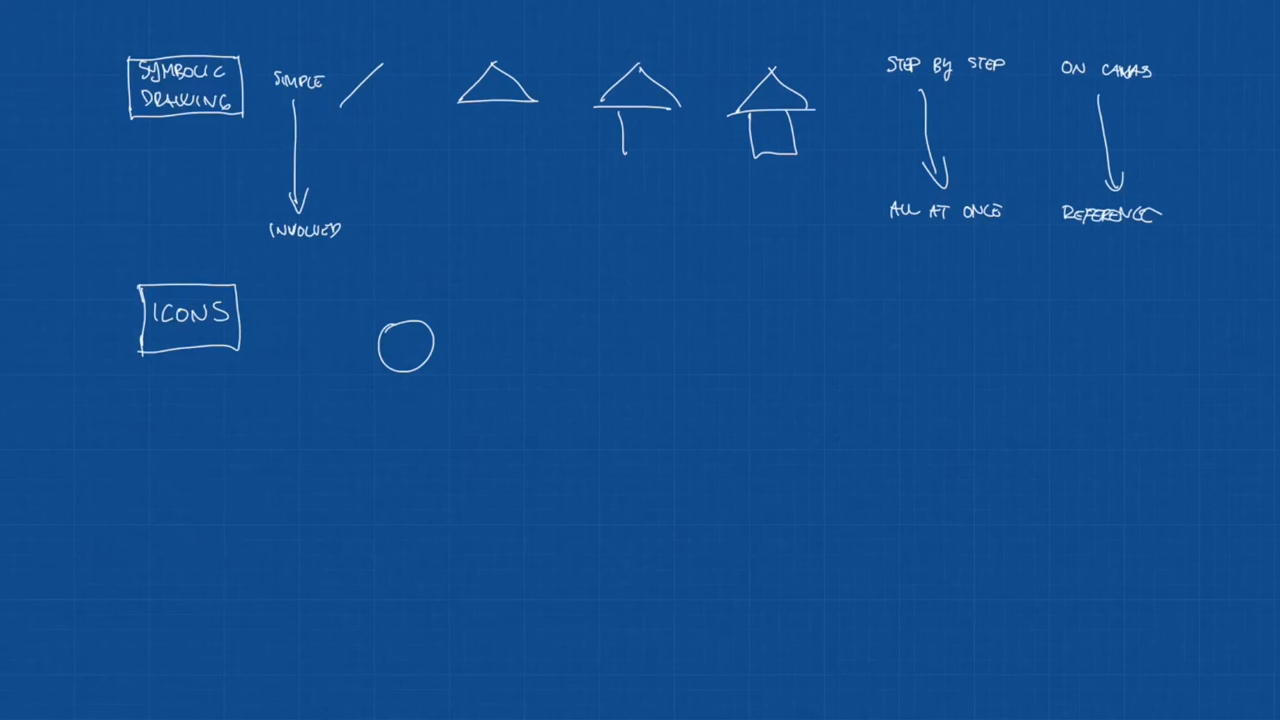 SYMBOLIC
DRAWING
SIMPLE
INVOLVED
STEP BY STEP
ALL AT ONCE
ON CANVAS
REFERENCE
ICONS